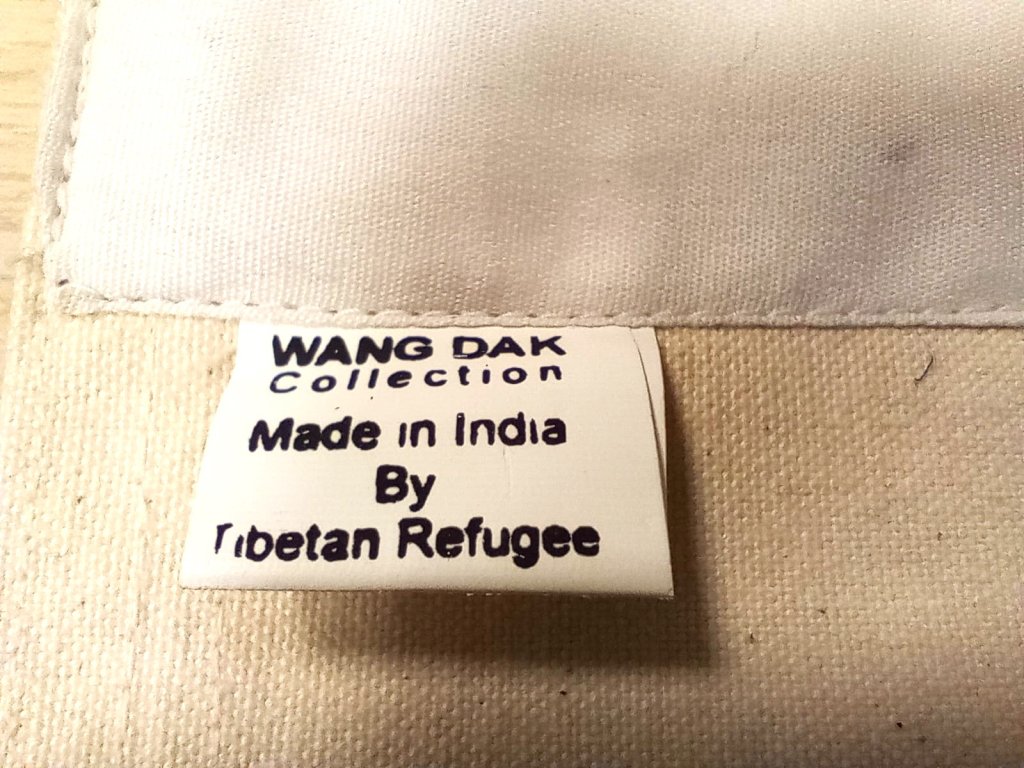 WANG DAK
Collection
Made in India
By
Tibetan Refugee